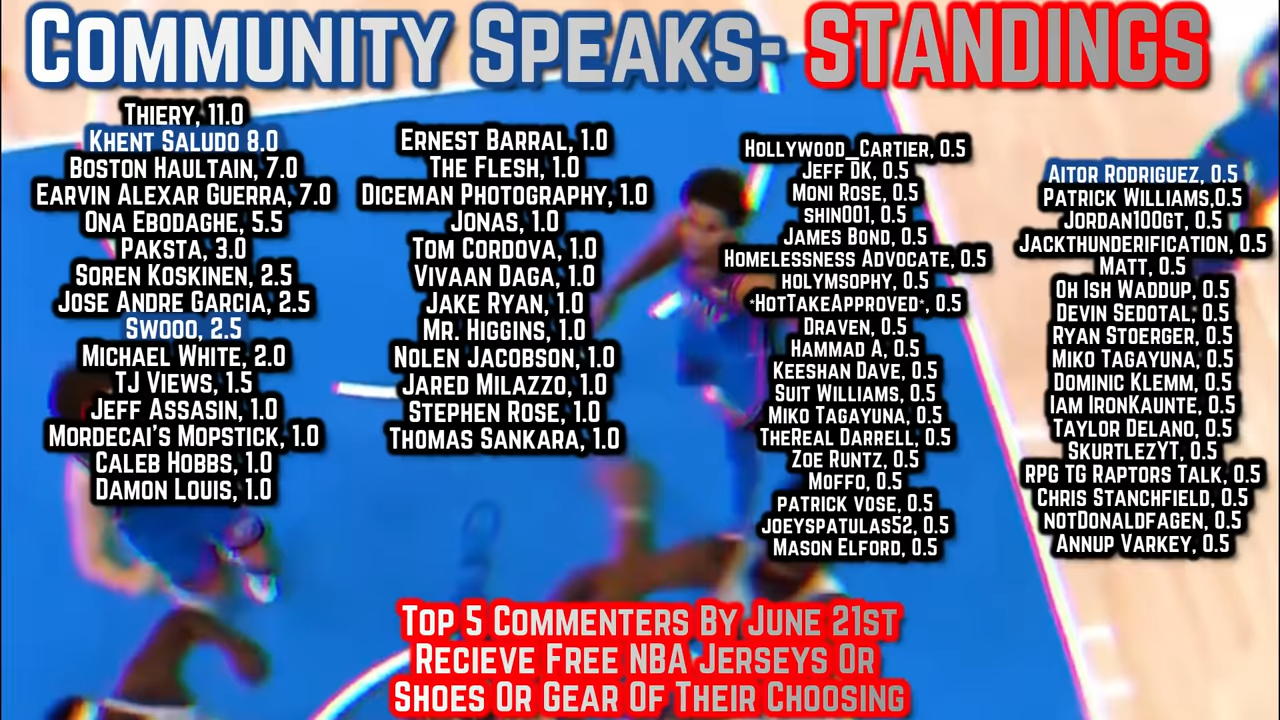 Community Speaks- STANDINGS
Thiery, 11.0
Khent Saludo 8.0
Boston Haultain, 7.0
Earvin Alexar Guerra, 7.0
Ona Ebodaghe, 5.5
Paksta, 3.0
Soren Koskinen, 2.5
Jose Andre Garcia, 2.5
Swooo, 2.5
Michael White, 2.0
TJ Views, 1.5
Jeff Assasin, 1.0
Mordecai's Mopstick, 1.0
Caleb Hobbs, 1.0
Damon Louis, 1.0
Ernest Barral, 1.0
The Flesh, 1.0
Diceman Photography, 1.0
Jonas, 1.0
Tom Cordova, 1.0
Vivaan Daga, 1.0
Jake Ryan, 1.0
Mr. Higgins, 1.0
Nolen Jacobson, 1.0
Jared Milazzo, 1.0
Stephen Rose, 1.0
Thomas Sankara, 1.0
Hollywood_Cartier, 0.5
Jeff DK, 0.5
Moni Rose, 0.5
shin001, 0.5
James Bond, 0.5
Homelessness Advocate, 0.5
holymsophy, 0.5
*HotTakeApproved*, 0.5
Draven, 0.5
Hammad A, 0.5
Keeshan Dave, 0.5
Suit Williams, 0.5
Miko Tagayuna, 0.5
TheReal Darrell, 0.5
Zoe Runtz, 0.5
Moffo, 0.5
patrick vose, 0.5
joeyspatulas52, 0.5
Mason Elford, 0.5
Aitor Rodriguez, 0.5
Patrick Williams,0.5
Jordan100gt, 0.5
Jackthunderification, 0.5
Matt, 0.5
Oh Ish Waddup, 0.5
Devin Sedotal, 0.5
Ryan Stoerger, 0.5
Miko Tagayuna, 0.5
Dominic Klemm, 0.5
Iam IronKaunte, 0.5
Taylor Delano, 0.5
SkurtlezYT, 0.5
RPG TG Raptors Talk, 0.5
Chris Stanchfield, 0.5
notDonaldFagen, 0.5
Annup Varkey, 0.5
Top 5 Commenters By June 21st
Recieve Free NBA Jerseys Or
Shoes Or Gear Of Their Choosing